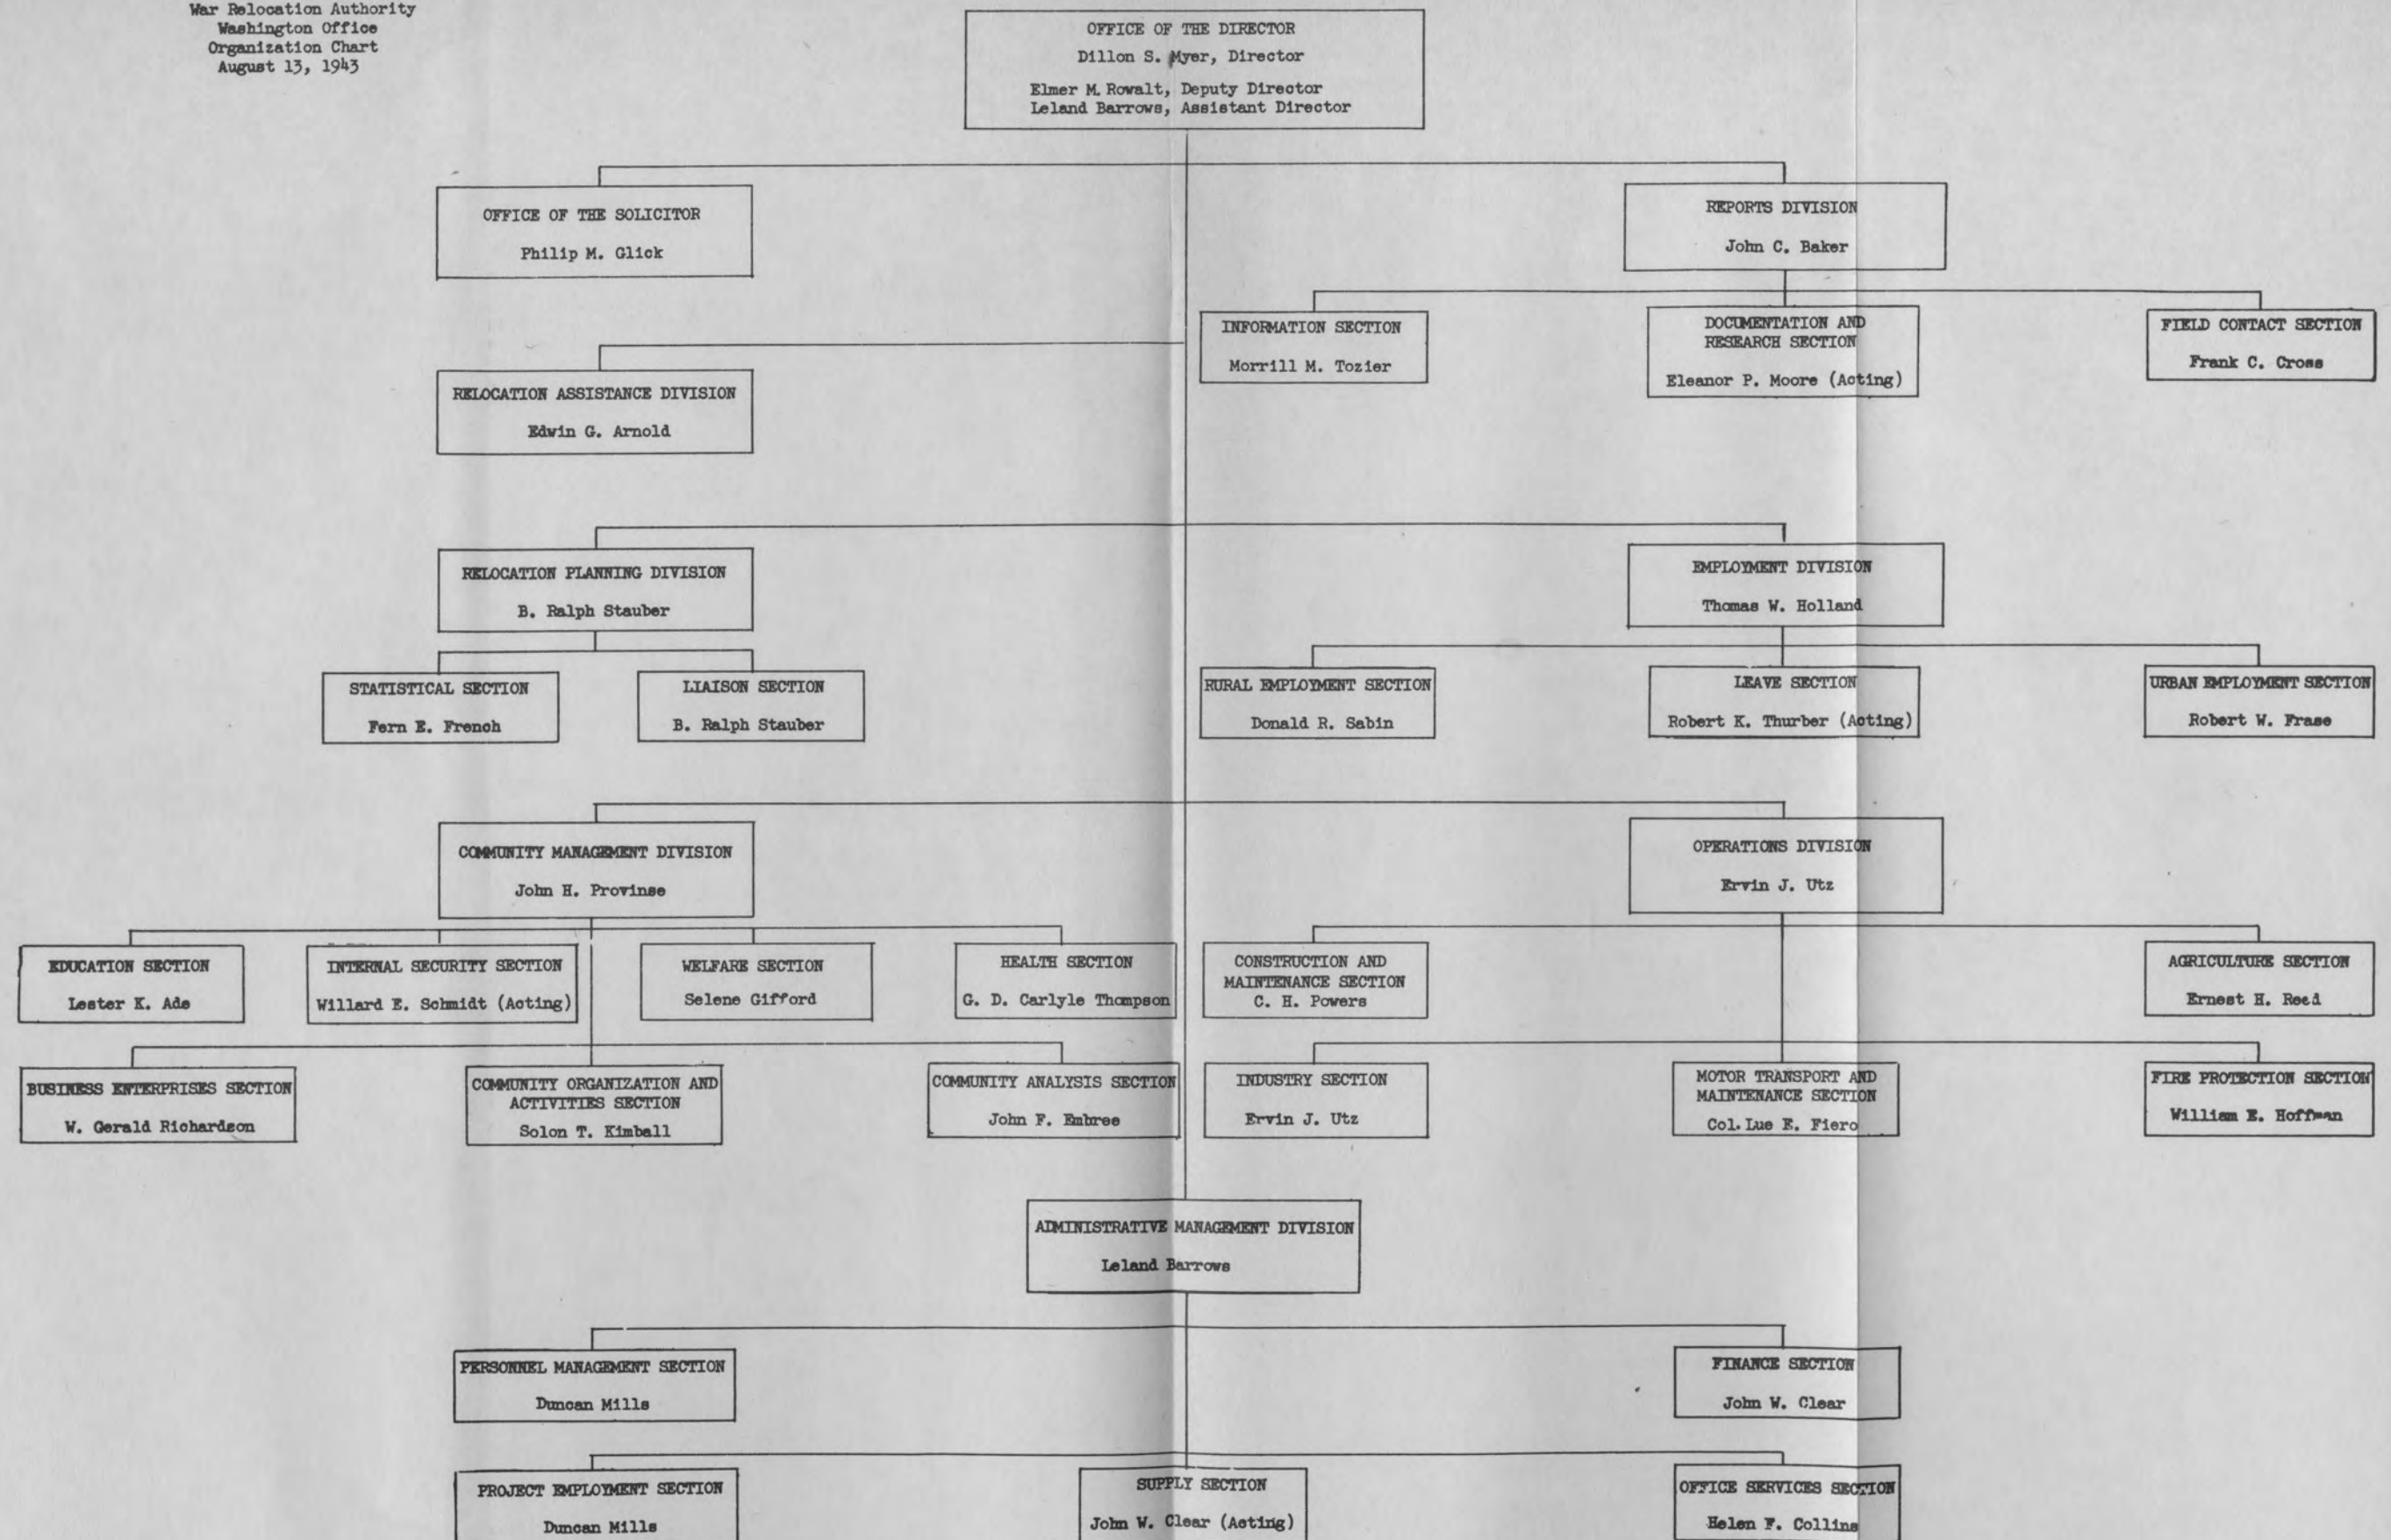 War Relocation Authority
Washington Office
Organization Chart
August 13, 1943
OFFICE OF THE DIRECTOR
Dillon S. Myer, Director
Elmer M. Rowalt, Deputy Director
Leland Barrows, Assistant Director
OFFICE OF THE SOLICITOR
Philip M. Glick
REPORTS DIVISION
John C. Baker
INFORMATION SECTION
Morrill M. Tozier
DOCUMENTATION AND
RESEARCH SECTION
Eleanor P. Moore (Acting)
FIELD CONTACT SECTION
Frank C. Cross
RELOCATION ASSISTANCE DIVISION
Edwin G. Arnold
RELOCATION PLANNING DIVISION
B. Ralph Stauber
EMPLOYMENT DIVISION
Thomas W. Holland
STATISTICAL SECTION
Fern E. French
LIAISON SECTION
B. Ralph Stauber
RURAL EMPLOYMENT SECTION
Donald R. Sabin
LEAVE SECTION
Robert K. Thurber (Acting)
URBAN EMPLOYMENT SECTION
Robert W. Frase
COMMUNITY MANAGEMENT DIVISION
John H. Provinse
OPERATIONS DIVISION
Ervin J. Utz
EDUCATION SECTION
Lester K. Ade
INTERNAL SECURITY SECTION
Willard E. Schmidt (Acting)
WELFARE SECTION
Selene Gifford
HEALTH SECTION
G. D. Carlyle Thompson
CONSTRUCTION AND
MAINTENANCE SECTION
C. H. Powers
AGRICULTURE SECTION
Ernest H. Reed
BUSINESS ENTERPRISES SECTION
W. Gerald Richardson
COMMUNITY ORGANIZATION AND
ACTIVITIES SECTION
Solon T. Kimball
COMMUNITY ANALYSIS SECTION
John F. Embree
INDUSTRY SECTION
Ervin J. Utz
MOTOR TRANSPORT AND
MAINTENANCE SECTION
Col. Lue E. Fiero
FIRE PROTECTION SECTION
William E. Hoffman
ADMINISTRATIVE MANAGEMENT DIVISION
Leland Barrows
PERSONNEL MANAGEMENT SECTION
Duncan Mills
FINANCE SECTION
John W. Clear
PROJECT EMPLOYMENT SECTION
Duncan Mills
SUPPLY SECTION
John W. Clear (Acting)
OFFICE SERVICES SECTION
Helen F. Collins